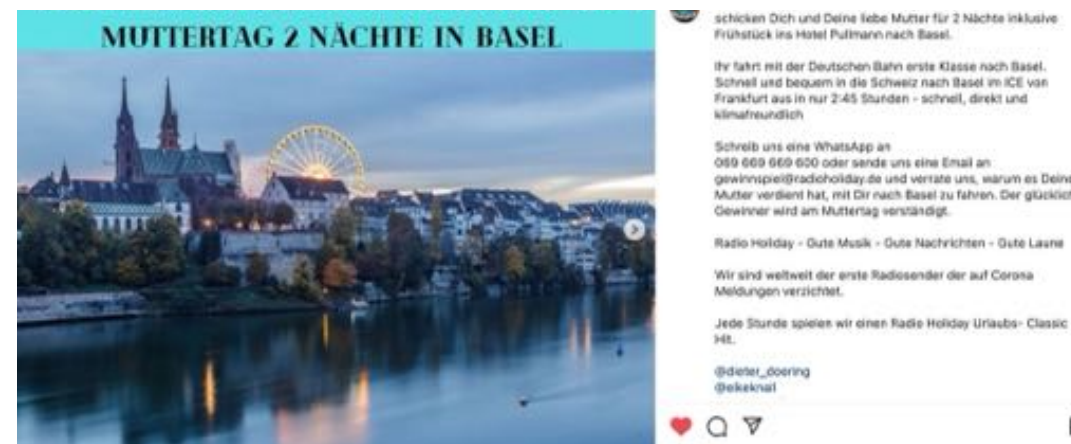 MUTTERTAG 2 NÄCHTE IN BASEL
schicken Dich und Deine liebe Mutter für 2 Nächte inklusive
Frühstück ins Hotel Pullmann nach Basel.
Ihr fahrt mit der Deutschen Bahn erste Klasse nach Basel.
Schnell und bequem in die Schweiz nach Basel im ICE von
Frankfurt aus in nur 2:45 Stunden - schnell, direkt und
klimafreundlich
Schreib uns eine WhatsApp an
069 669 669 600 oder sende uns eine Email an
gewinnspiel@radioholiday.de und verrate uns, warum es Deine
Mutter verdient hat, mit Dir nach Basel zu fahren. Der glücklich
Gewinner wird am Muttertag verständigt.
Radio Holiday - Gute Musik - Gute Nachrichten - Gute Laune
Wir sind weltweit der erste Radiosender der auf Corona
Meldungen verzichtet.
Jede Stunde spielen wir einen Radio Holiday Urlaubs- Classic
Hit.
@dieter_doering
@eikeknall